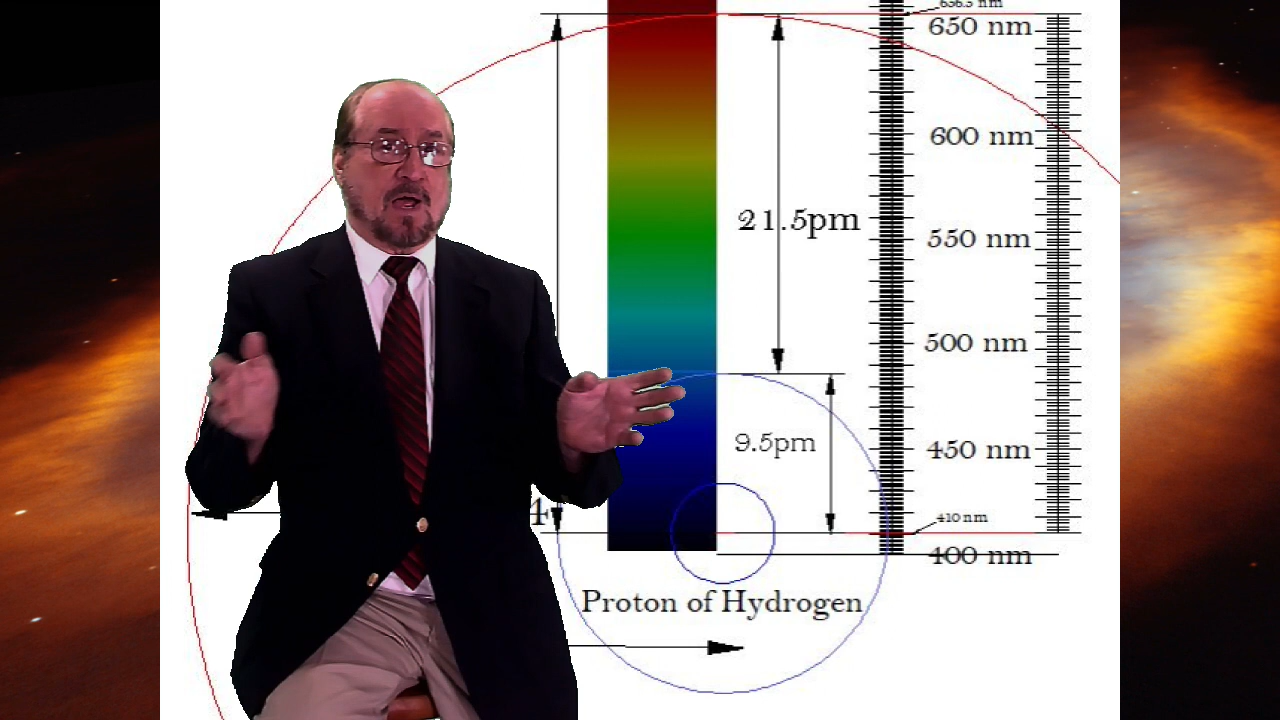 656.3 nm
650 nm
600 nm
21.5pm
550 nm
500 nm
9.5pm
450 nm
4
410 nm
400 nm
Proton of Hydrogen